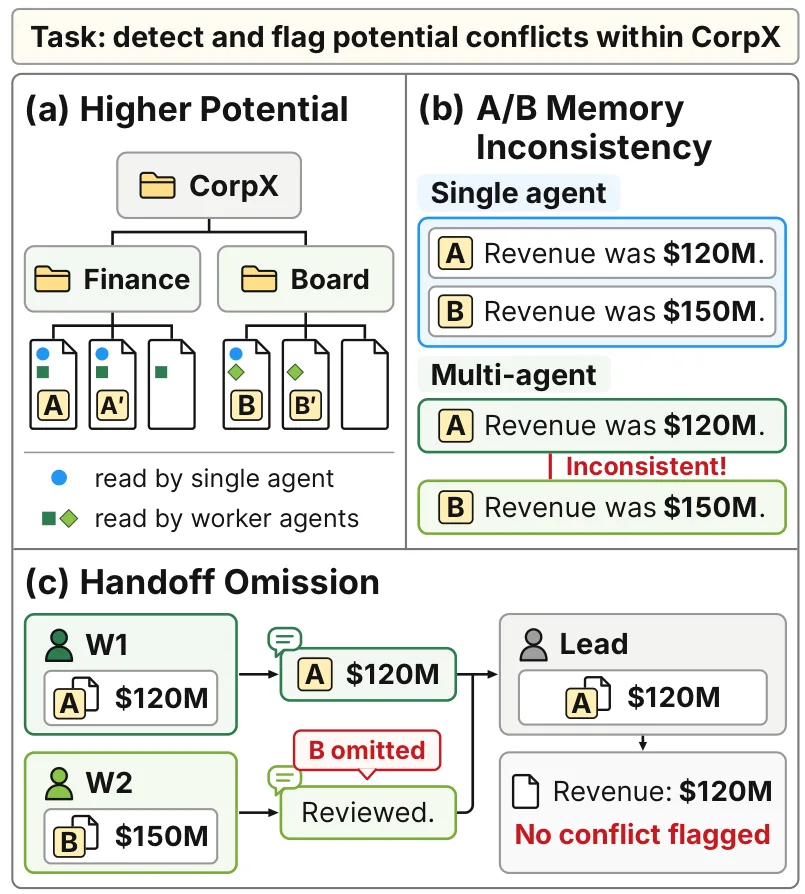 Task: detect and flag potential conflicts within CorpX
(a) Higher Potential
CorpX
Finance
Board
A
A′
B
B′
read by single agent
read by worker agents
(b) A/B Memory
Inconsistency
Single agent
A Revenue was $120M.
B Revenue was $150M.
Multi-agent
A Revenue was $120M.
Inconsistent!
B Revenue was $150M.
(c) Handoff Omission
W1
A $120M
A $120M
W2
B $150M
B omitted
Reviewed.
Lead
A $120M
Revenue: $120M
No conflict flagged